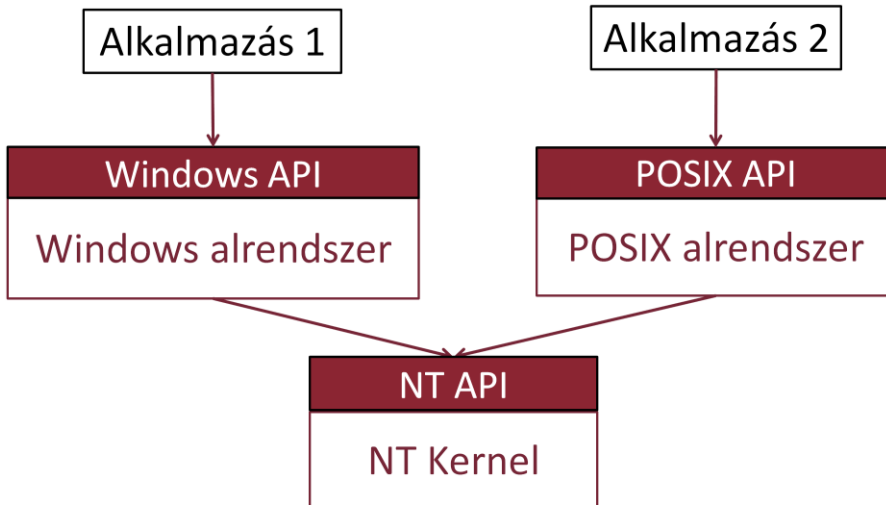 Alkalmazás 1
Alkalmazás 2
Windows API
POSIX API
Windows alrendszer
POSIX alrendszer
NT API
NT Kernel